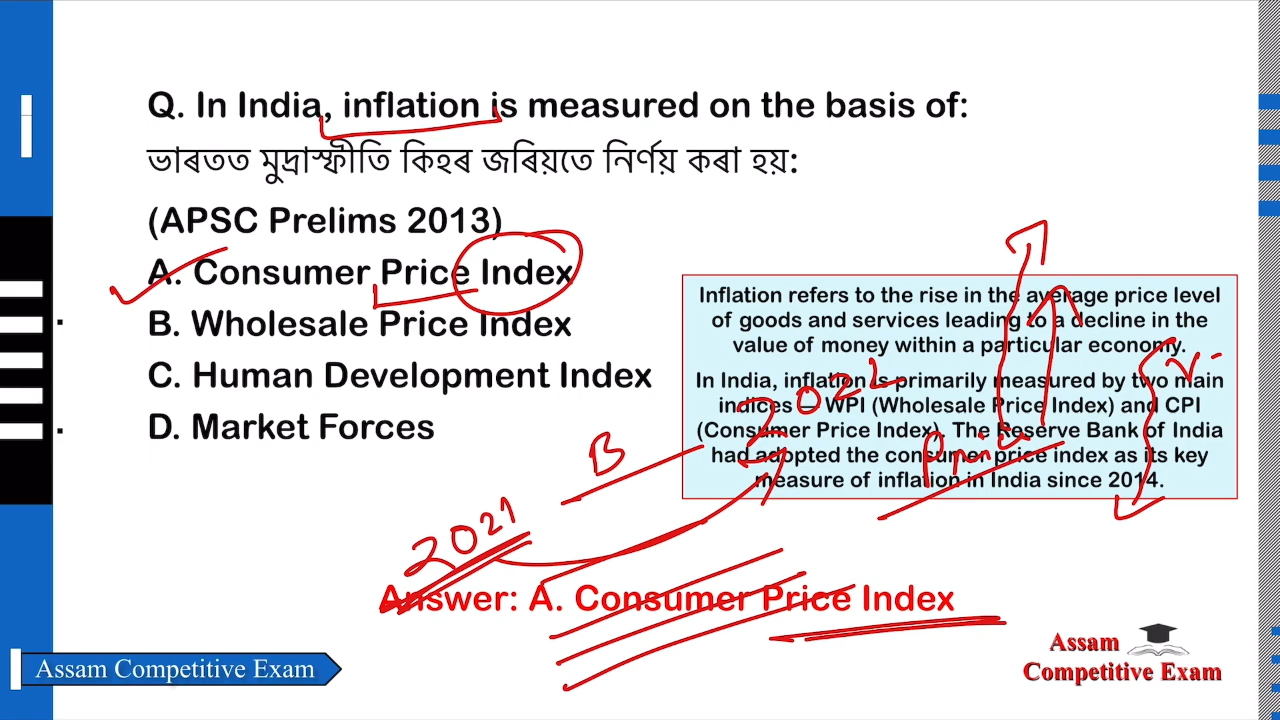 Q. In India, inflation is measured on the basis of:
ভাৰতত মুদ্ৰাস্ফীতি কিহৰ জৰিয়তে নিৰ্ণয় কৰা হয়:
(APSC Prelims 2013)
A. Consumer Price Index
B. Wholesale Price Index
C. Human Development Index
D. Market Forces
Inflation refers to the rise in the average price level
of goods and services leading to a decline in the
value of money within a particular economy.
In India, inflation is primarily measured by two main
indices – WPI (Wholesale Price Index) and CPI
(Consumer Price Index). The Reserve Bank of India
had adopted the consumer price index as its key
measure of inflation in India since 2014.
2022
B
Price
2021
Answer: A. Consumer Price Index
Assam Competitive Exam
Assam
Competitive Exam